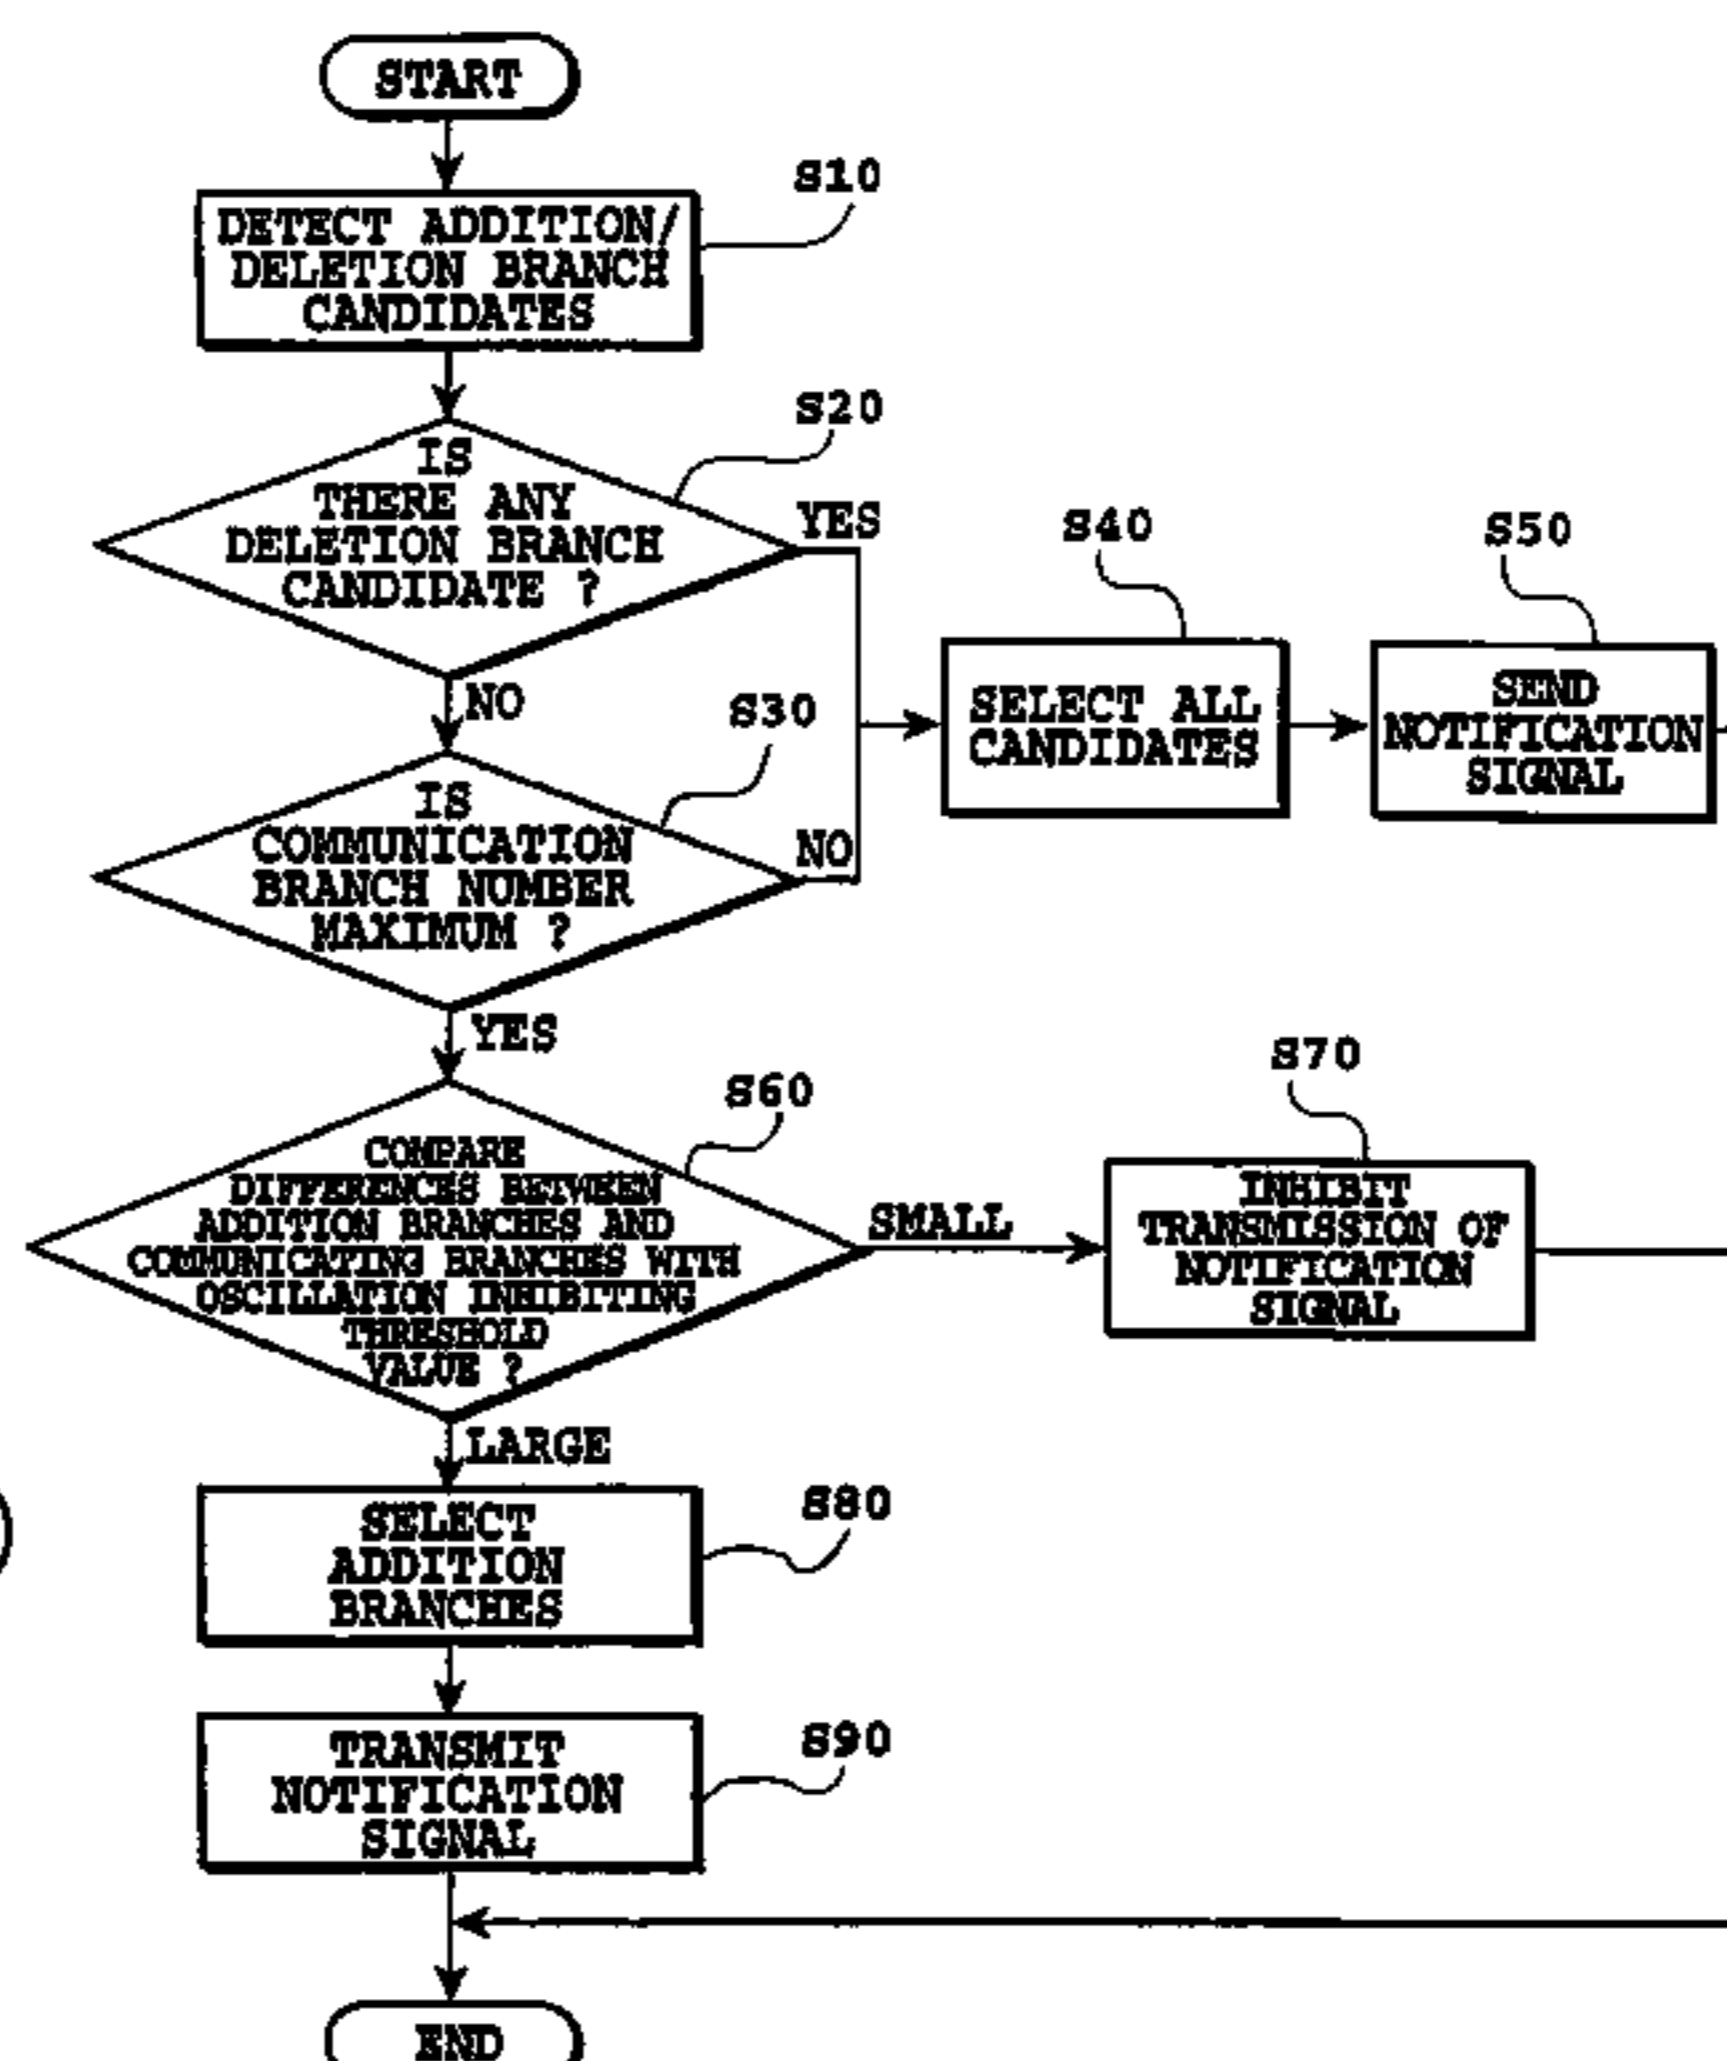 START
S10
DETECT ADDITION/
DELETION BRANCH
CANDIDATES
S20
IS
THERE ANY
DELETION BRANCH
CANDIDATE ?
YES
NO
S30
IS
COMMUNICATION
BRANCH NUMBER
MAXIMUM ?
NO
YES
S40
SELECT ALL
CANDIDATES
S50
SEND
NOTIFICATION
SIGNAL
S60
COMPARE
DIFFERENCES BETWEEN
ADDITION BRANCHES AND
COMMUNICATING BRANCHES WITH
OSCILLATION INHIBITING
THRESHOLD
VALUE ?
SMALL
S70
INHIBIT
TRANSMISSION OF
NOTIFICATION
SIGNAL
LARGE
S80
SELECT
ADDITION
BRANCHES
S90
TRANSMIT
NOTIFICATION
SIGNAL
END